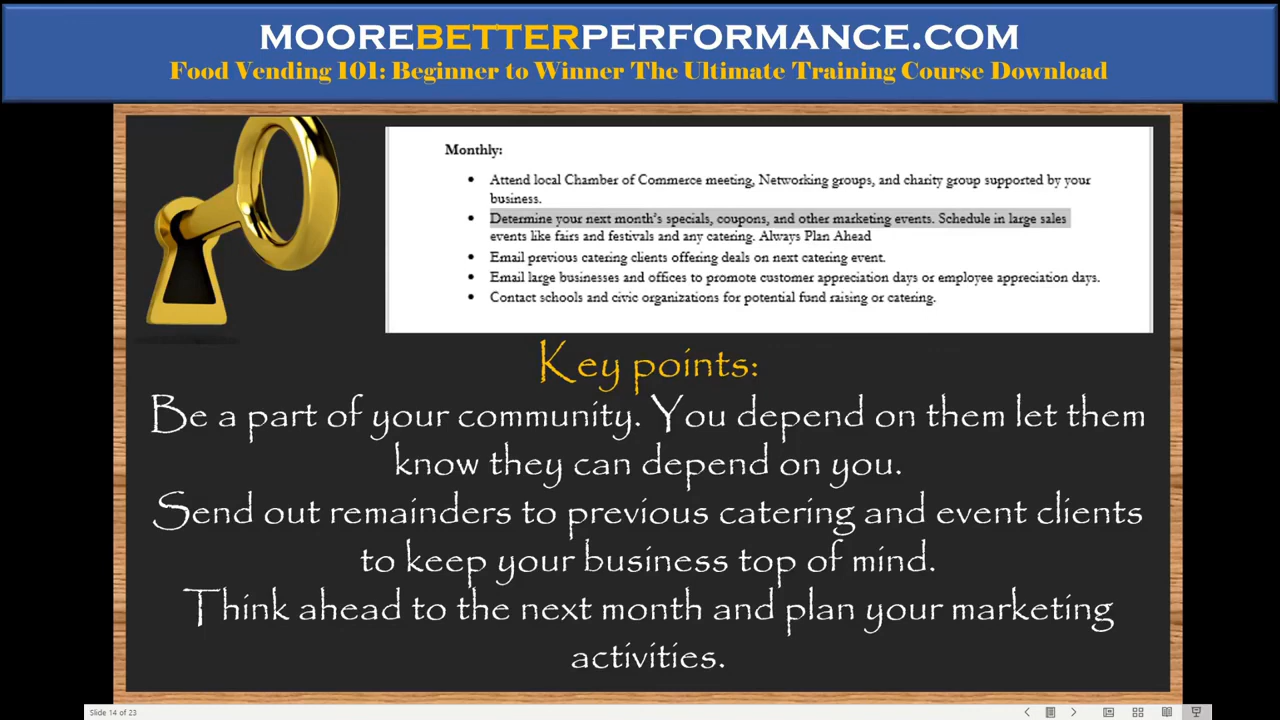 MOOREBETTERPERFORMANCE.COM
Food Vending 101: Beginner to Winner The Ultimate Training Course Download
Monthly:
• Attend local Chamber of Commerce meeting, Networking groups, and charity group supported by your
business.
• Determine your next month's specials, coupons, and other marketing events. Schedule in large sales
events like fairs and festivals and any catering. Always Plan Ahead
• Email previous catering clients offering deals on next catering event.
• Email large businesses and offices to promote customer appreciation days or employee appreciation days.
• Contact schools and civic organizations for potential fund raising or catering.
Key points:
Be a part of your community. You depend on them let them
know they can depend on you.
Send out remainders to previous catering and event clients
to keep your business top of mind.
Think ahead to the next month and plan your marketing
activities.
Slide 14 of 23